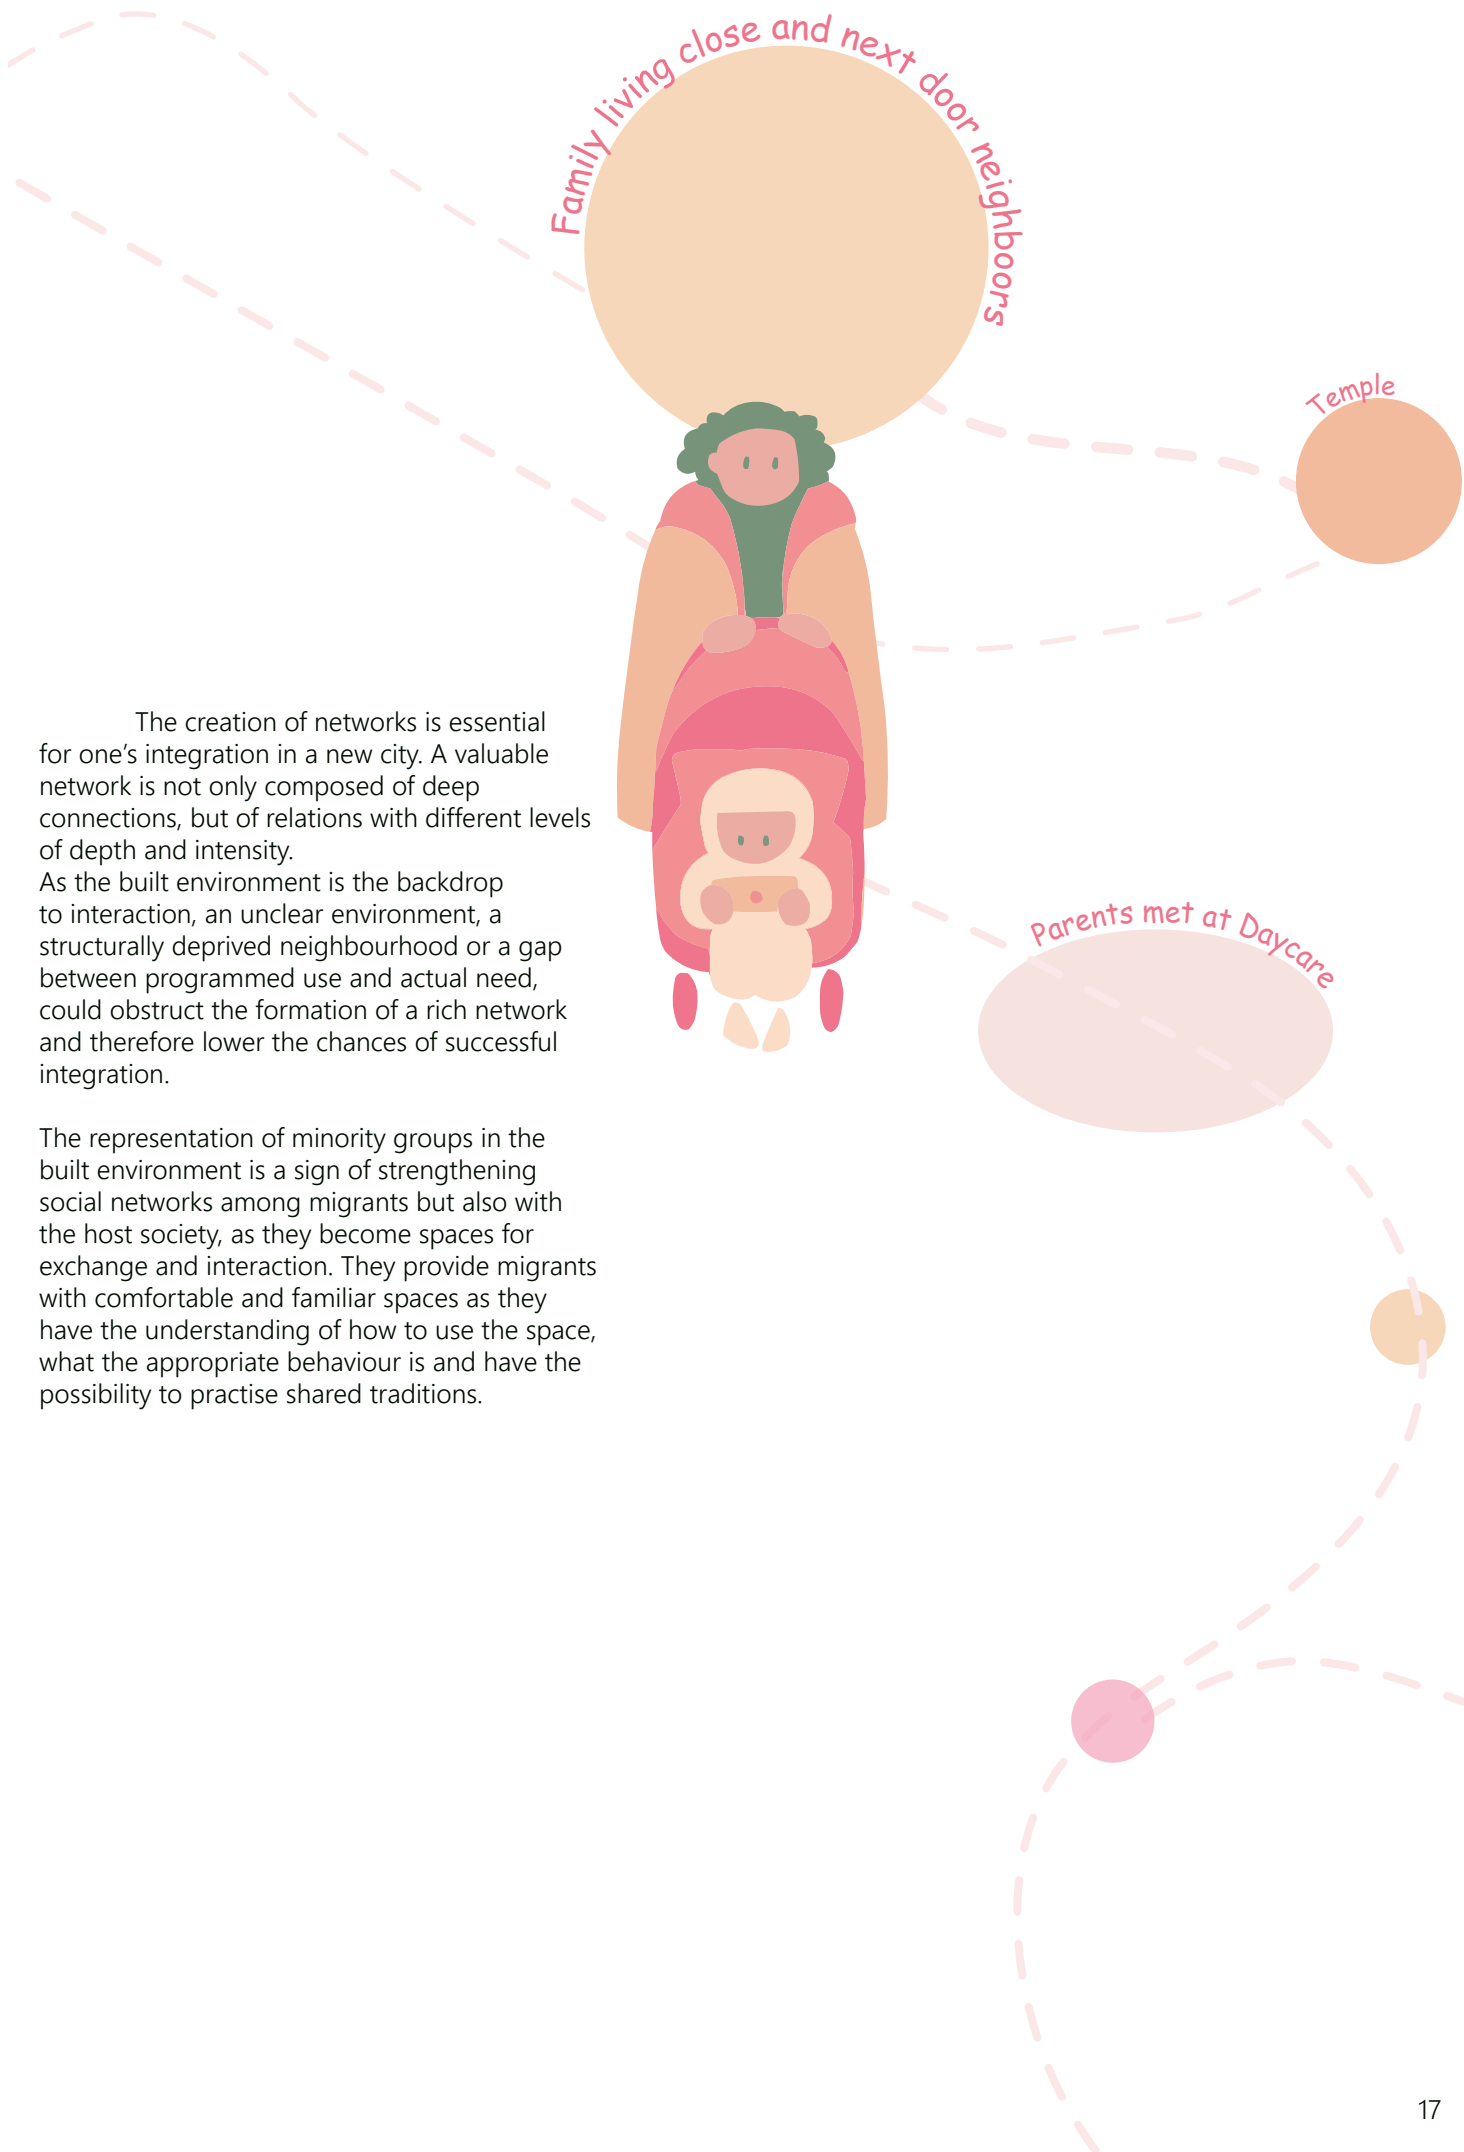 Family living close and next door neighboors
Temple
The creation of networks is essential
for one’s integration in a new city. A valuable
network is not only composed of deep
connections, but of relations with different levels
of depth and intensity.
As the built environment is the backdrop
to interaction, an unclear environment, a
structurally deprived neighbourhood or a gap
between programmed use and actual need,
could obstruct the formation of a rich network
and therefore lower the chances of successful
integration.
Parents met at Daycare
The representation of minority groups in the
built environment is a sign of strengthening
social networks among migrants but also with
the host society, as they become spaces for
exchange and interaction. They provide migrants
with comfortable and familiar spaces as they
have the understanding of how to use the space,
what the appropriate behaviour is and have the
possibility to practise shared traditions.
17